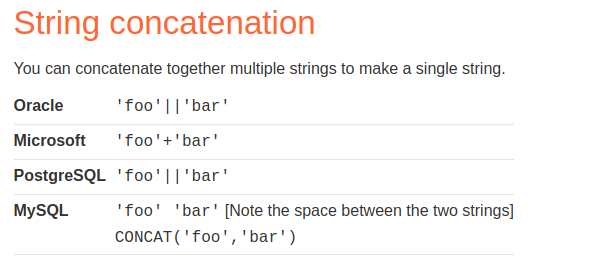 String concatenation
You can concatenate together multiple strings to make a single string.
Oracle 'foo'||'bar'
Microsoft 'foo'+'bar'
PostgreSQL 'foo'||'bar'
MySQL 'foo' 'bar' [Note the space between the two strings]
CONCAT('foo','bar')